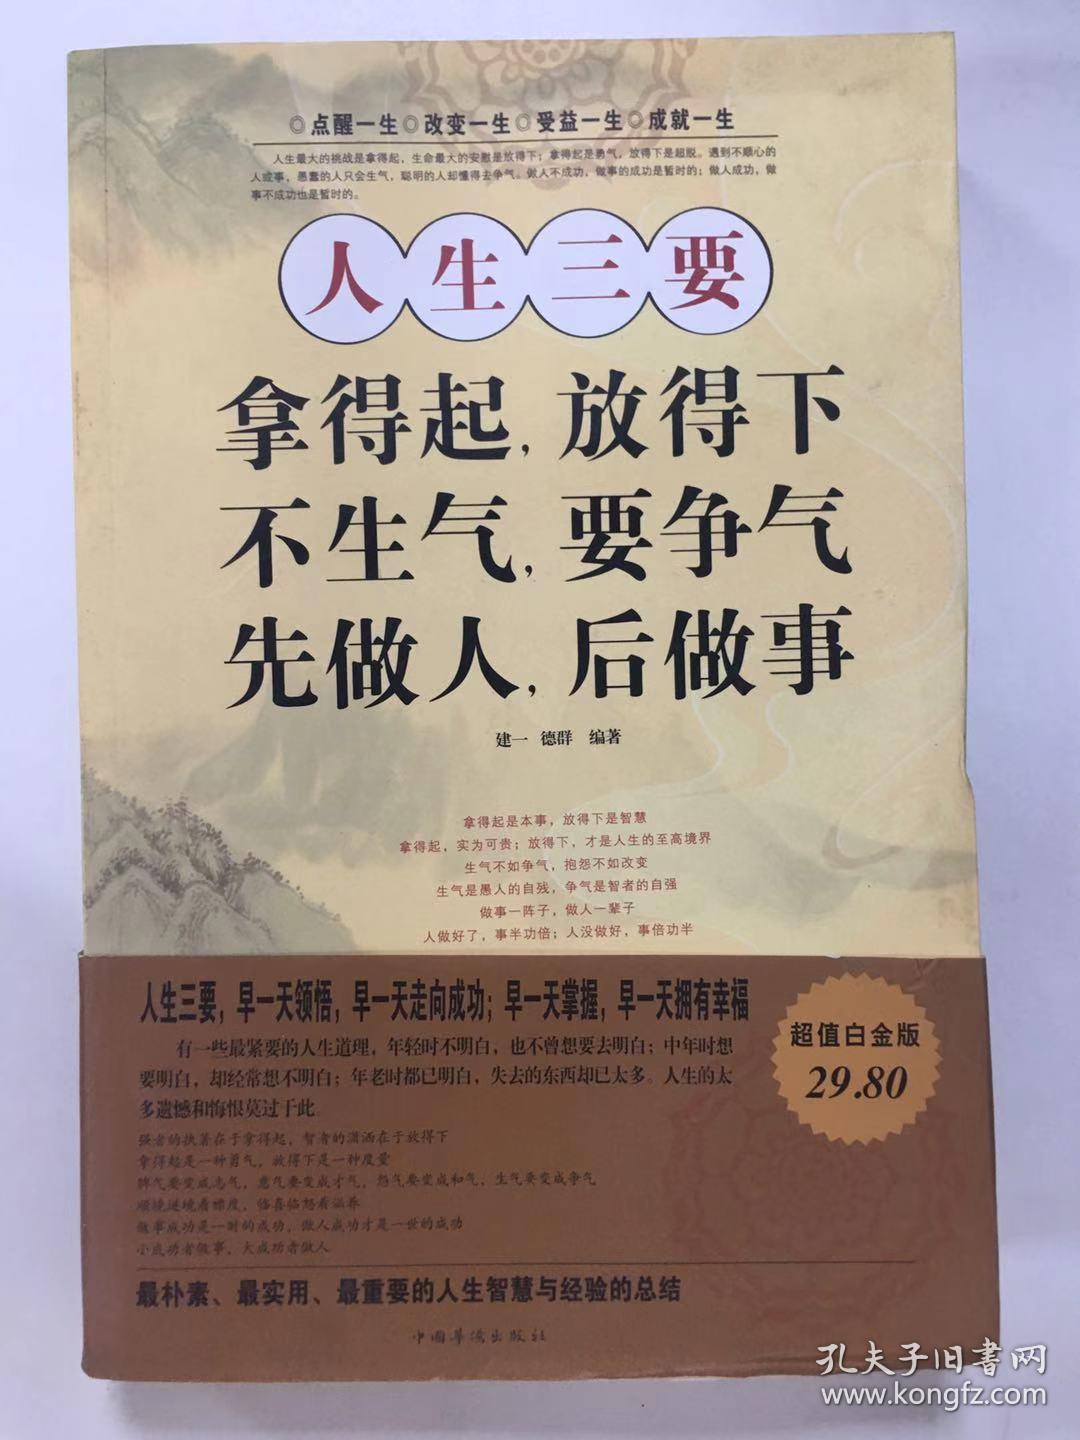 ◎点醒一生◎改变一生◎受益一生◎成就一生
人生最大的挑战是拿得起，生命最大的安慰是放得下；拿得起是勇气，放得下是超脱。遇到不顺心的
人或事，愚蠢的人只会生气，聪明的人却懂得去争气。做人不成功，做事的成功是暂时的；做人成功，做
事不成功也是暂时的。
人生三要
拿得起，放得下
不生气，要争气
先做人，后做事
建一 德群 编著
拿得起是本事，放得下是智慧
拿得起，实为可贵；放得下，才是人生的至高境界
生气不如争气，抱怨不如改变
生气是愚人的自残，争气是智者的自强
做事一阵子，做人一辈子
人做好了，事半功倍；人没做好，事倍功半
人生三要，早一天领悟，早一天走向成功；早一天掌握，早一天拥有幸福
有一些最紧要的人生道理，年轻时不明白，也不曾想要去明白；中年时想
要明白，却经常想不明白；年老时都已明白，失去的东西却已太多。人生的太
多遗憾和悔恨莫过于此。
超值白金版
29.80
强者的执著在于拿得起，智者的潇洒在于放得下
拿得起是一种勇气，放得下是一种度量
脾气要变成志气，意气要变成才气，怨气要变成和气，生气要变成争气
顺境逆境看襟度，临喜临怒看涵养
做事成功是一时的成功，做人成功才是一世的成功
小成功者做事，大成功者做人
最朴素、最实用、最重要的人生智慧与经验的总结
中国华侨出版社
孔夫子旧书网
www.kongfz.com